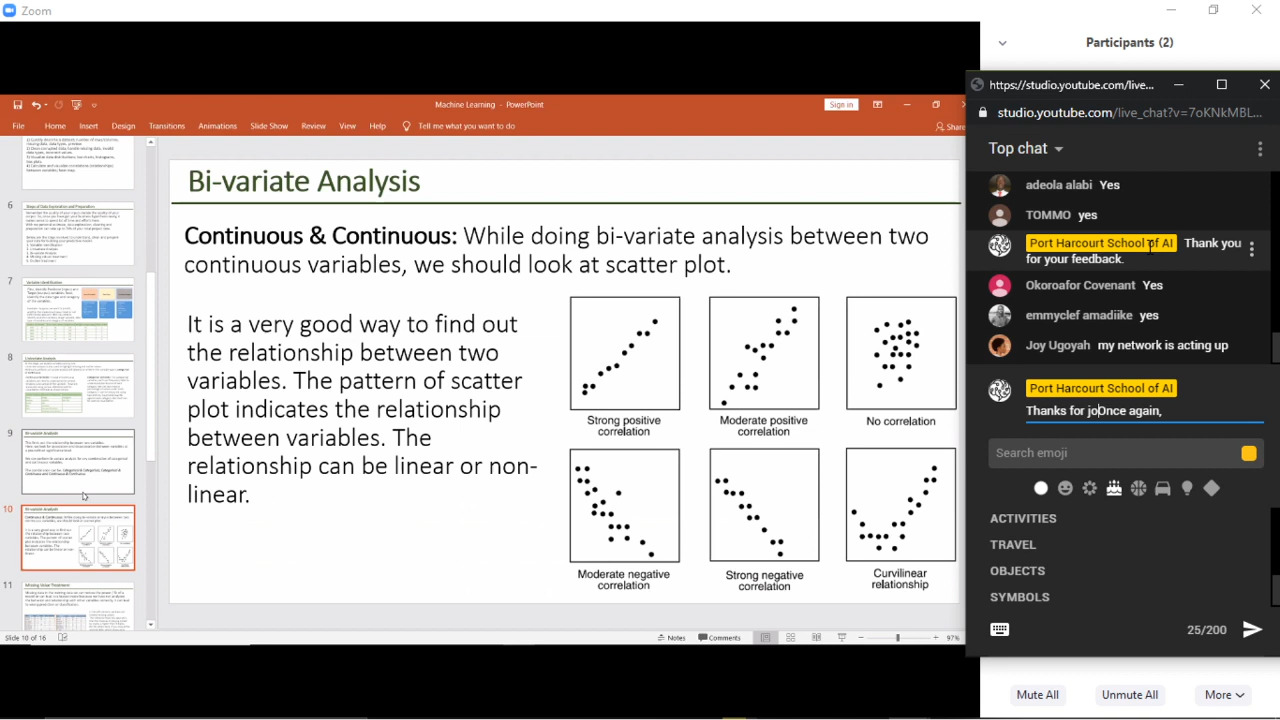 Zoom
Participants (2)
Machine Learning - PowerPoint
Sign in
File Home Insert Design Transitions Animations Slide Show Review View Help Tell me what you want to do
Share
6
7
8
9
10
11
Bi-variate Analysis
Continuous & Continuous: While doing bi-variate analysis between two
continuous variables, we should look at scatter plot.
It is a very good way to find out
the relationship between two
variables. The pattern of scatter
plot indicates the relationship
between variables. The
relationship can be linear or non-
linear.
Strong positive
correlation
Moderate positive
correlation
No correlation
Moderate negative
correlation
Strong negative
correlation
Curvilinear
relationship
Slide 10 of 16
Notes
Comments
97%
https://studio.youtube.com/live...
studio.youtube.com/live_chat?v=7oKNkMBL...
Top chat
adeola alabi Yes
TOMMO yes
Port Harcourt School of AI Thank you
for your feedback.
Okoroafor Covenant Yes
emmyclef amadiike yes
Joy Ugoyah my network is acting up
Port Harcourt School of AI
Thanks for joOnce again,
Search emoji
ACTIVITIES
TRAVEL
OBJECTS
SYMBOLS
25/200
Mute All
Unmute All
More